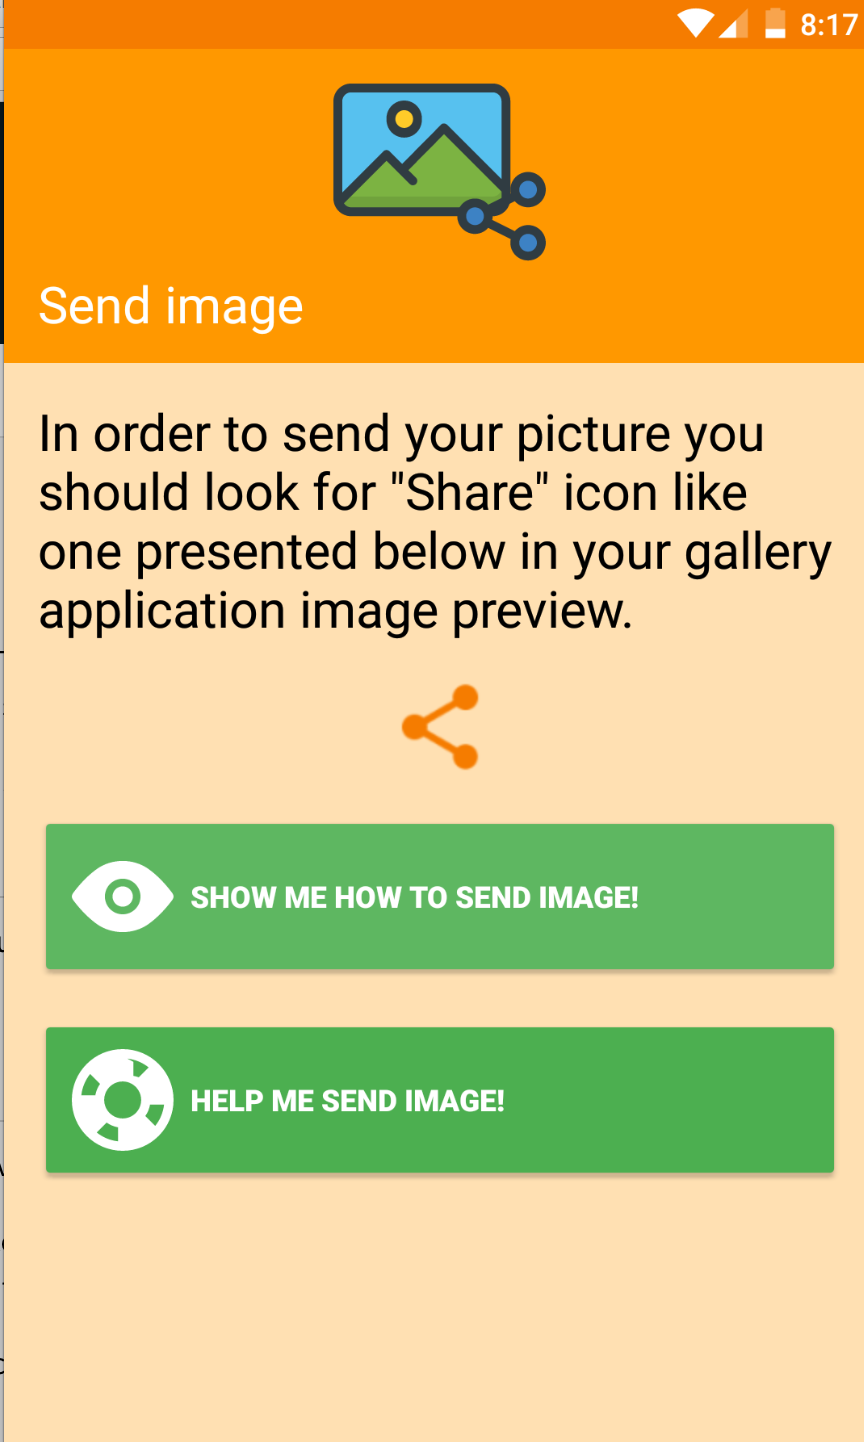 8:17
Send image
In order to send your picture you
should look for "Share" icon like
one presented below in your gallery
application image preview.
SHOW ME HOW TO SEND IMAGE!
HELP ME SEND IMAGE!